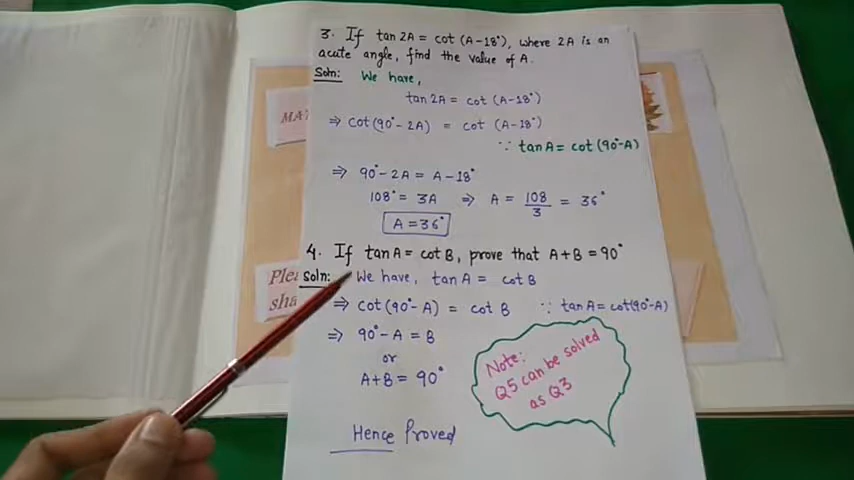 3. If tan 2A = cot (A-18°), where 2A is an
acute angle, find the value of A.
Soln: We have,
tan 2A = cot (A-18°)
⇒ cot(90°- 2A) = cot (A-18°)
∵ tan A = cot (90°-A)
⇒ 90°- 2A = A-18°
108° = 3A ⇒ A = 108/3 = 36°
A = 36°
4. If tan A = cot B, prove that A+B = 90°
Soln: We have, tan A = cot B
⇒ cot (90°-A) = cot B ∵ tan A = cot(90°-A)
⇒ 90°-A = B
or
A+B = 90°
Hence Proved
Note:
Q5 can be solved
as Q3
MA
Plea
sha